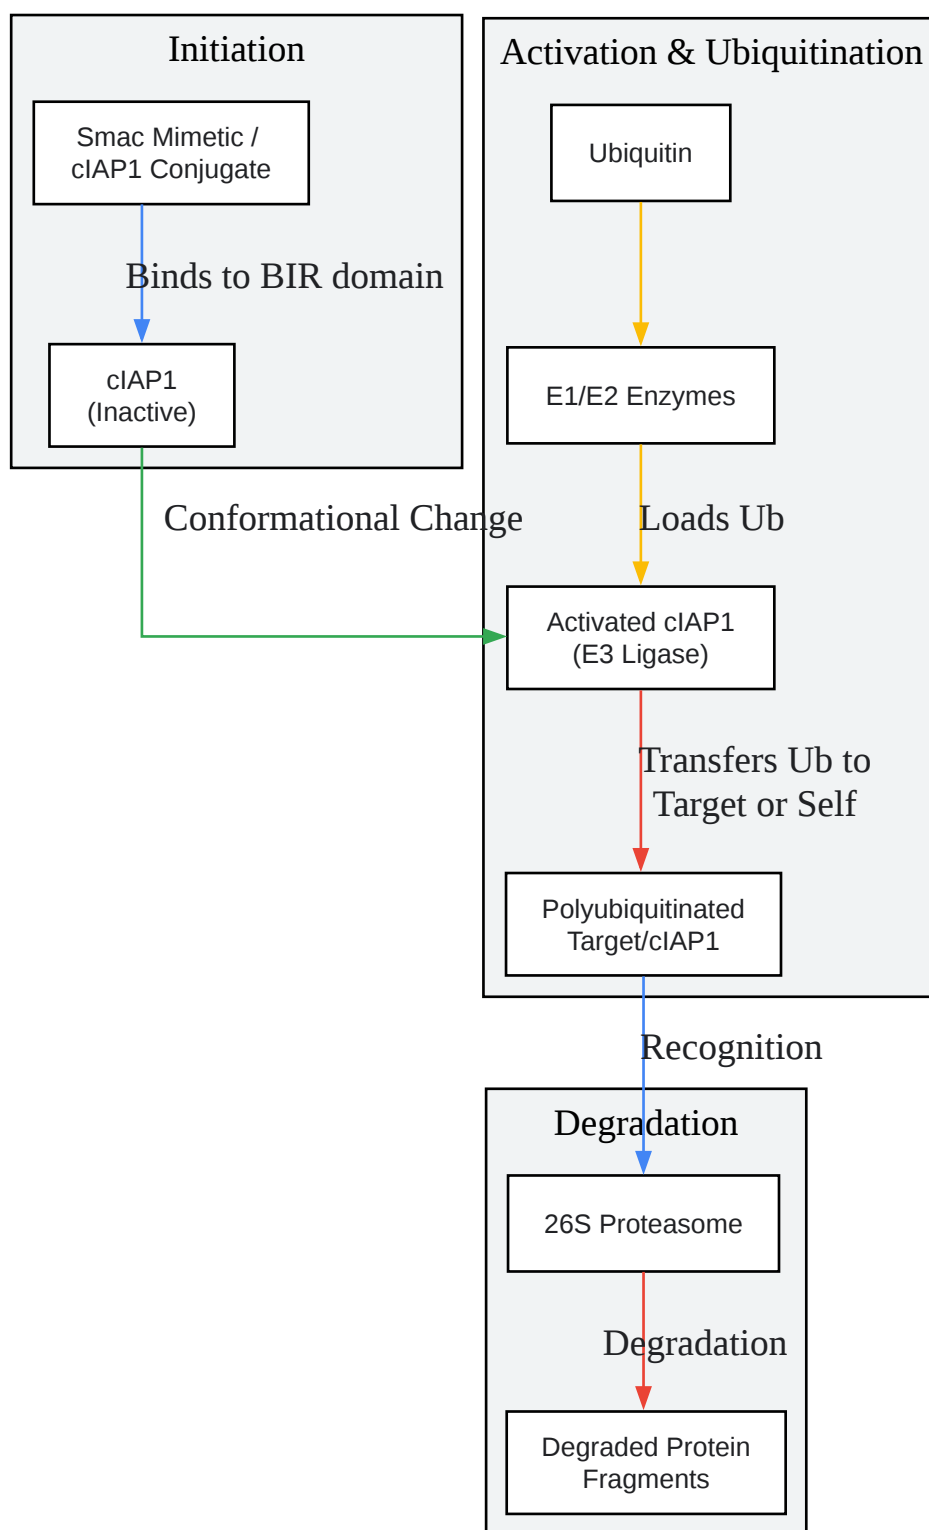 Initiation
Smac Mimetic /
cIAP1 Conjugate
Binds to BIR domain
cIAP1
(Inactive)
Conformational Change
Activation & Ubiquitination
Ubiquitin
E1/E2 Enzymes
Loads Ub
Activated cIAP1
(E3 Ligase)
Transfers Ub to
Target or Self
Polyubiquitinated
Target/cIAP1
Recognition
Degradation
26S Proteasome
Degradation
Degraded Protein
Fragments